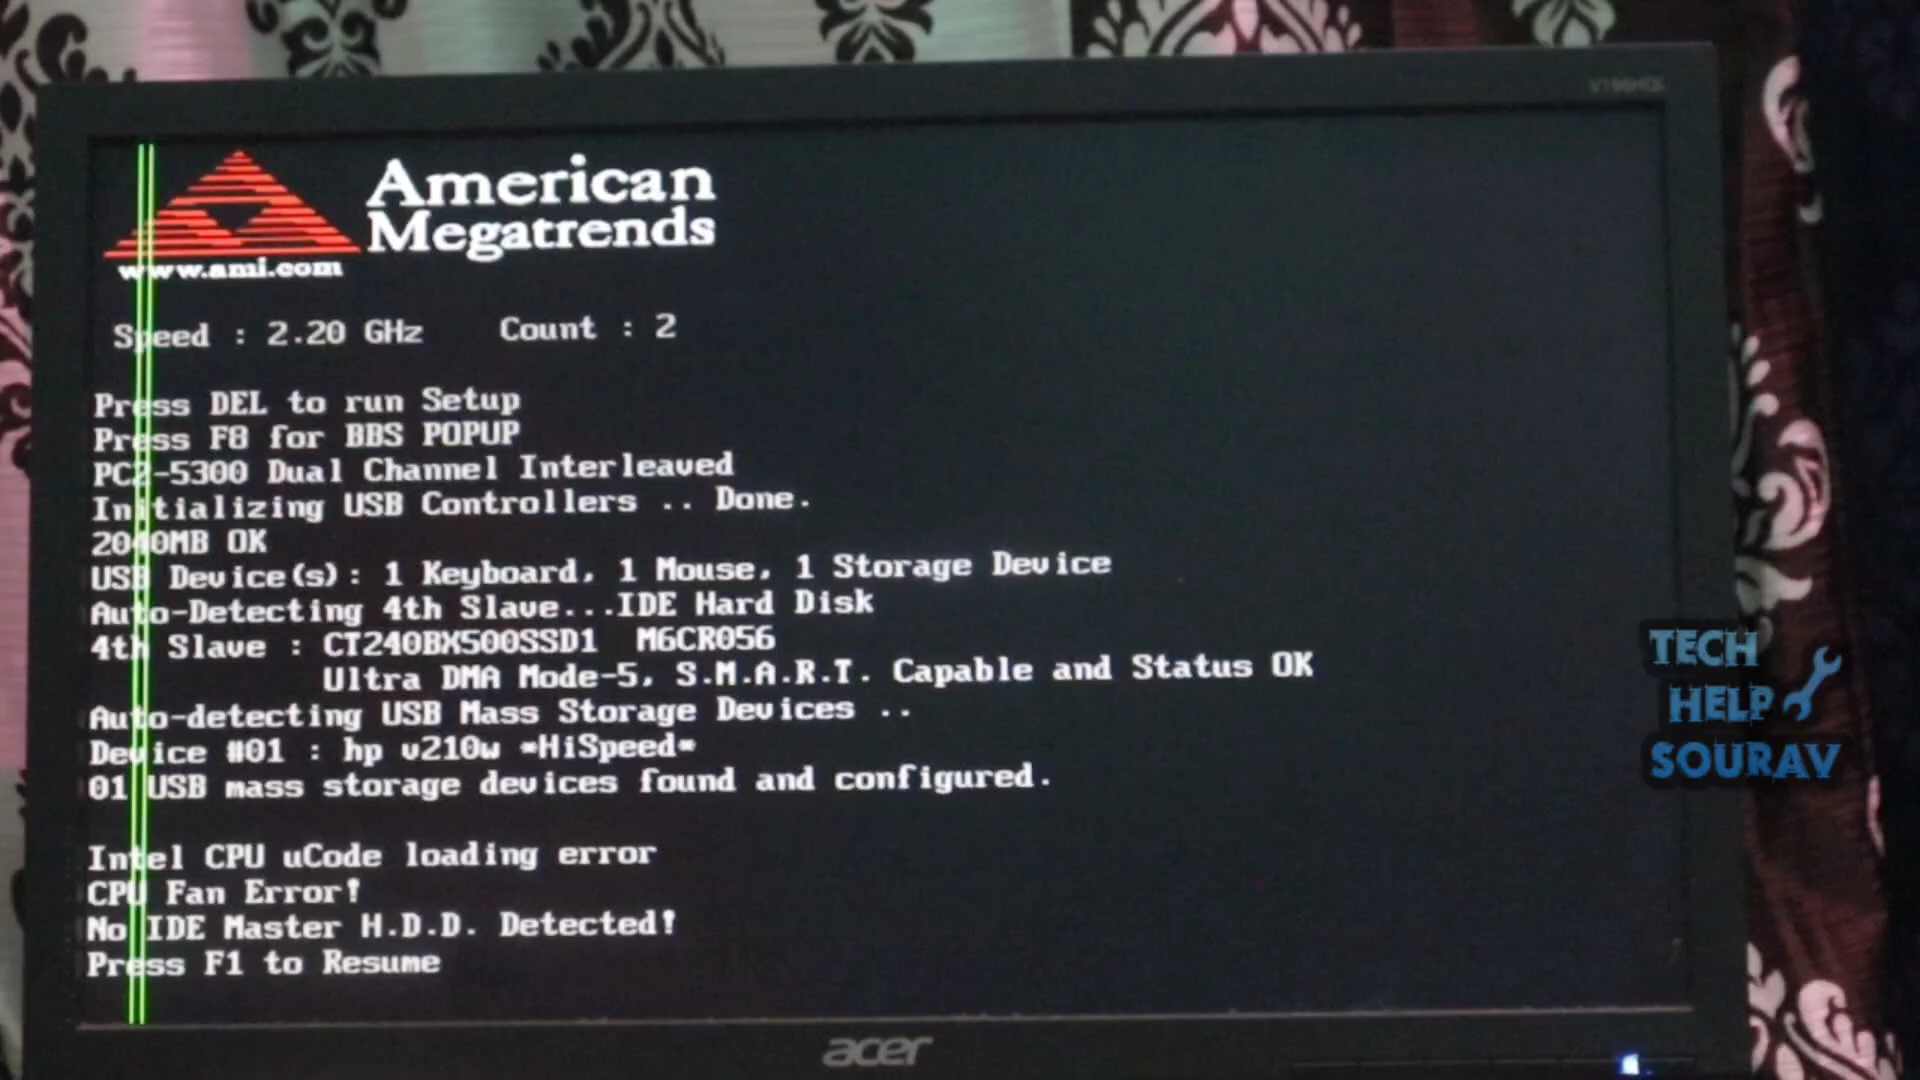 American
Megatrends
www.ami.com
Speed : 2.20 GHz    Count : 2
Press DEL to run Setup
Press F8 for BBS POPUP
PC2-5300 Dual Channel Interleaved
Initializing USB Controllers .. Done.
2040MB OK
USB Device(s): 1 Keyboard, 1 Mouse, 1 Storage Device
Auto-Detecting 4th Slave...IDE Hard Disk
4th Slave : CT240BX500SSD1  M6CR056
Ultra DMA Mode-5, S.M.A.R.T. Capable and Status OK
Auto-detecting USB Mass Storage Devices ..
Device #01 : hp v210w *HiSpeed*
01 USB mass storage devices found and configured.
Intel CPU uCode loading error
CPU Fan Error!
No IDE Master H.D.D. Detected!
Press F1 to Resume
acer
TECH
HELP
SOURAV